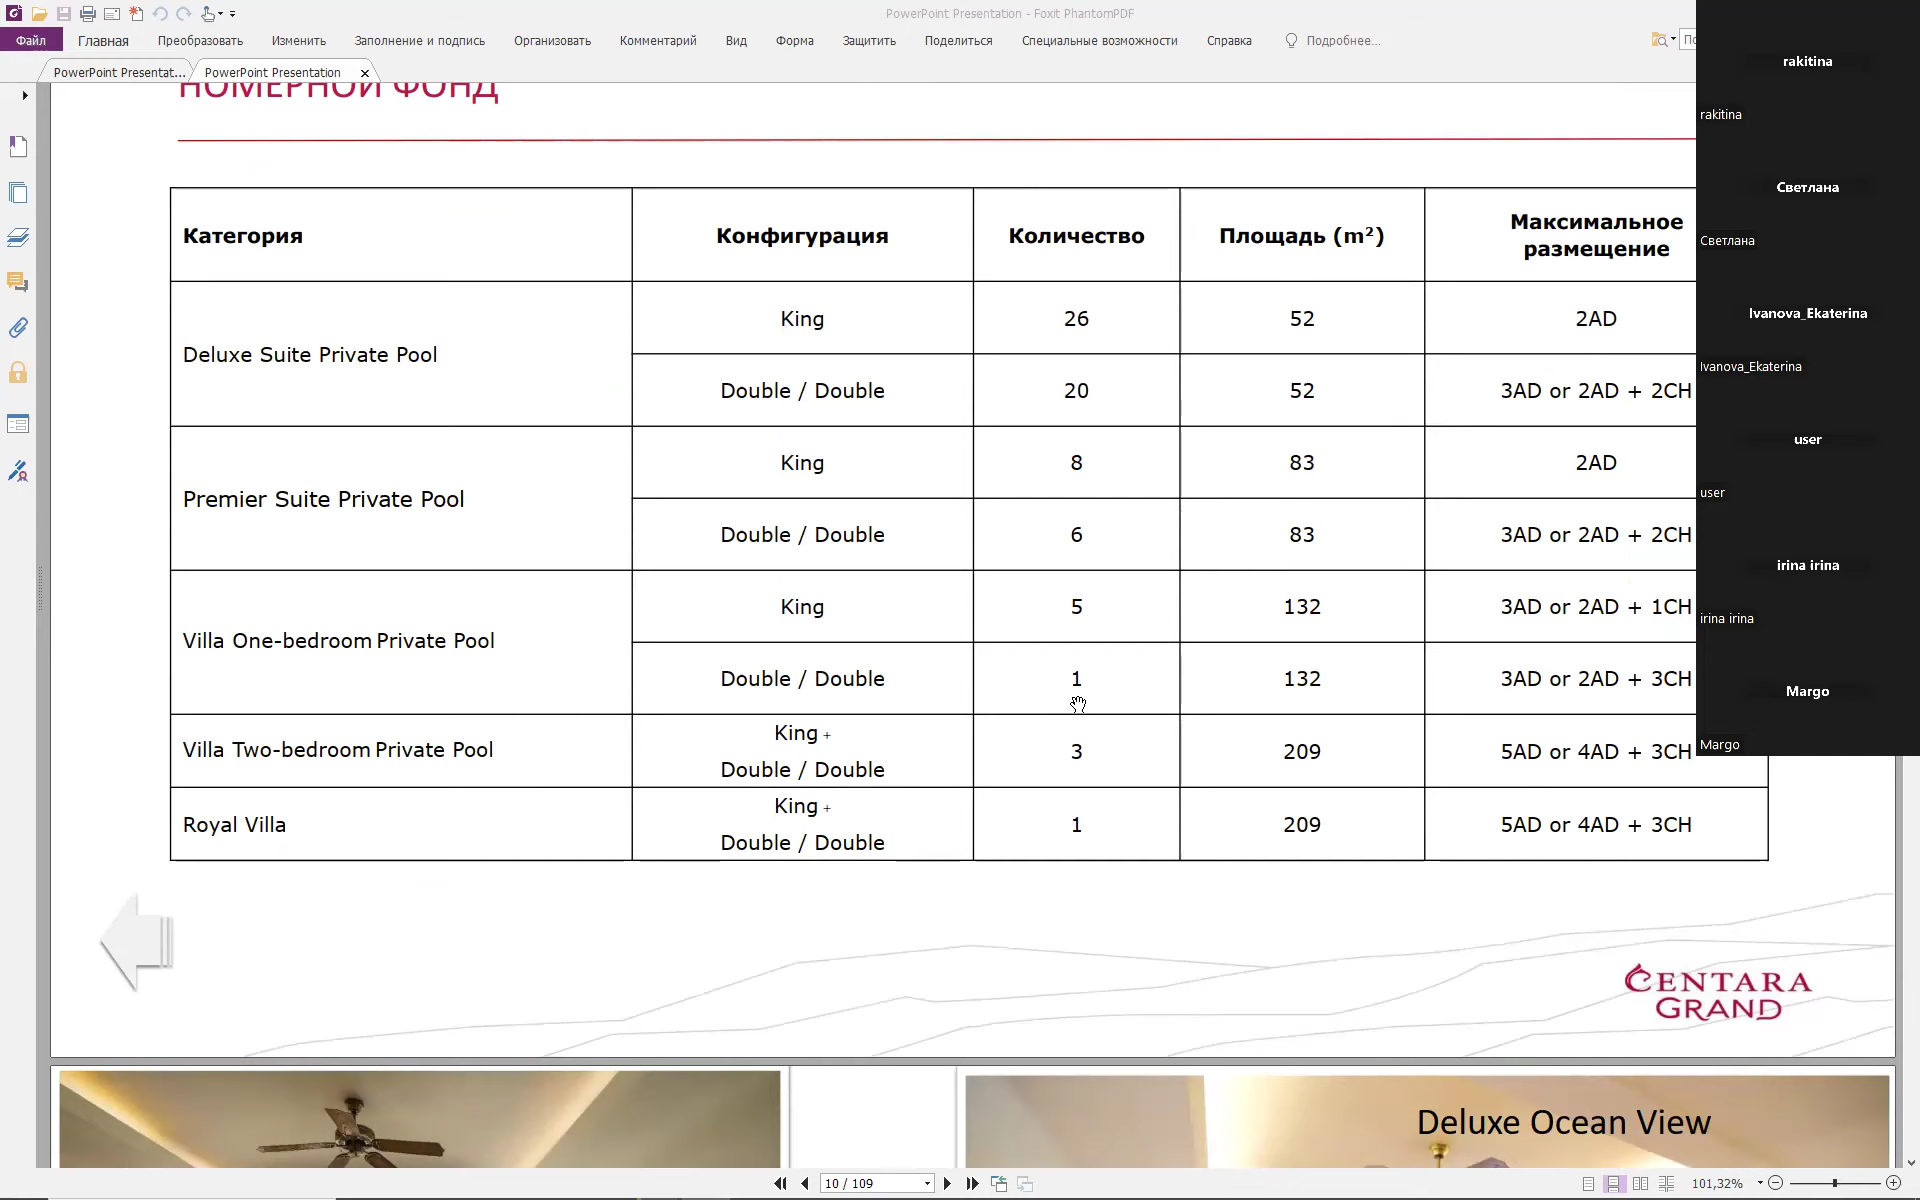 PowerPoint Presentation - Foxit PhantomPDF
Файл Главная Преобразовать Изменить Заполнение и подпись Организовать Комментарий Вид Форма Защитить Поделиться Специальные возможности Справка Подробнее...
PowerPoint Presentat... PowerPoint Presentation
НОМЕРНОЙ ФОНД
Категория Конфигурация Количество Площадь (m²) Максимальное размещение
Deluxe Suite Private Pool
King 26 52 2AD
Double / Double 20 52 3AD or 2AD + 2CH
Premier Suite Private Pool
King 8 83 2AD
Double / Double 6 83 3AD or 2AD + 2CH
Villa One-bedroom Private Pool
King 5 132 3AD or 2AD + 1CH
Double / Double 1 132 3AD or 2AD + 3CH
Villa Two-bedroom Private Pool
King +
Double / Double
3 209 5AD or 4AD + 3CH
Royal Villa
King +
Double / Double
1 209 5AD or 4AD + 3CH
CENTARA
GRAND
Deluxe Ocean View
rakitina
rakitina
Светлана
Светлана
Ivanova_Ekaterina
Ivanova_Ekaterina
user
user
irina irina
irina irina
Margo
Margo
10 / 109
101,32%